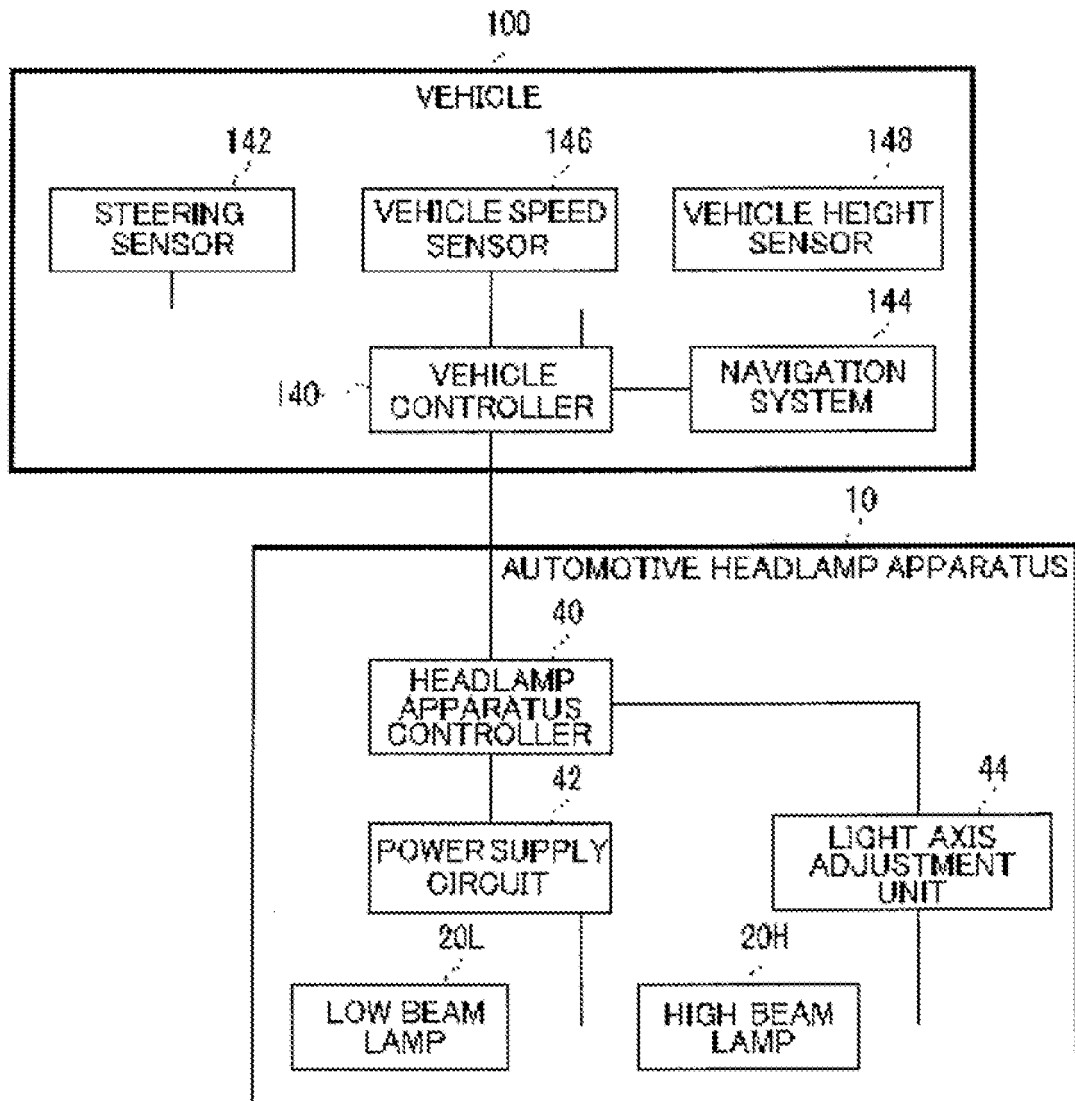 100
VEHICLE
142
146
148
STEERING
SENSOR
VEHICLE SPEED
SENSOR
VEHICLE HEIGHT
SENSOR
144
140
VEHICLE
CONTROLLER
NAVIGATION
SYSTEM
10
AUTOMOTIVE HEADLAMP APPARATUS
40
HEADLAMP
APPARATUS
CONTROLLER
42
44
POWER SUPPLY
CIRCUIT
LIGHT AXIS
ADJUSTMENT
UNIT
20L
20H
LOW BEAM
LAMP
HIGH BEAM
LAMP